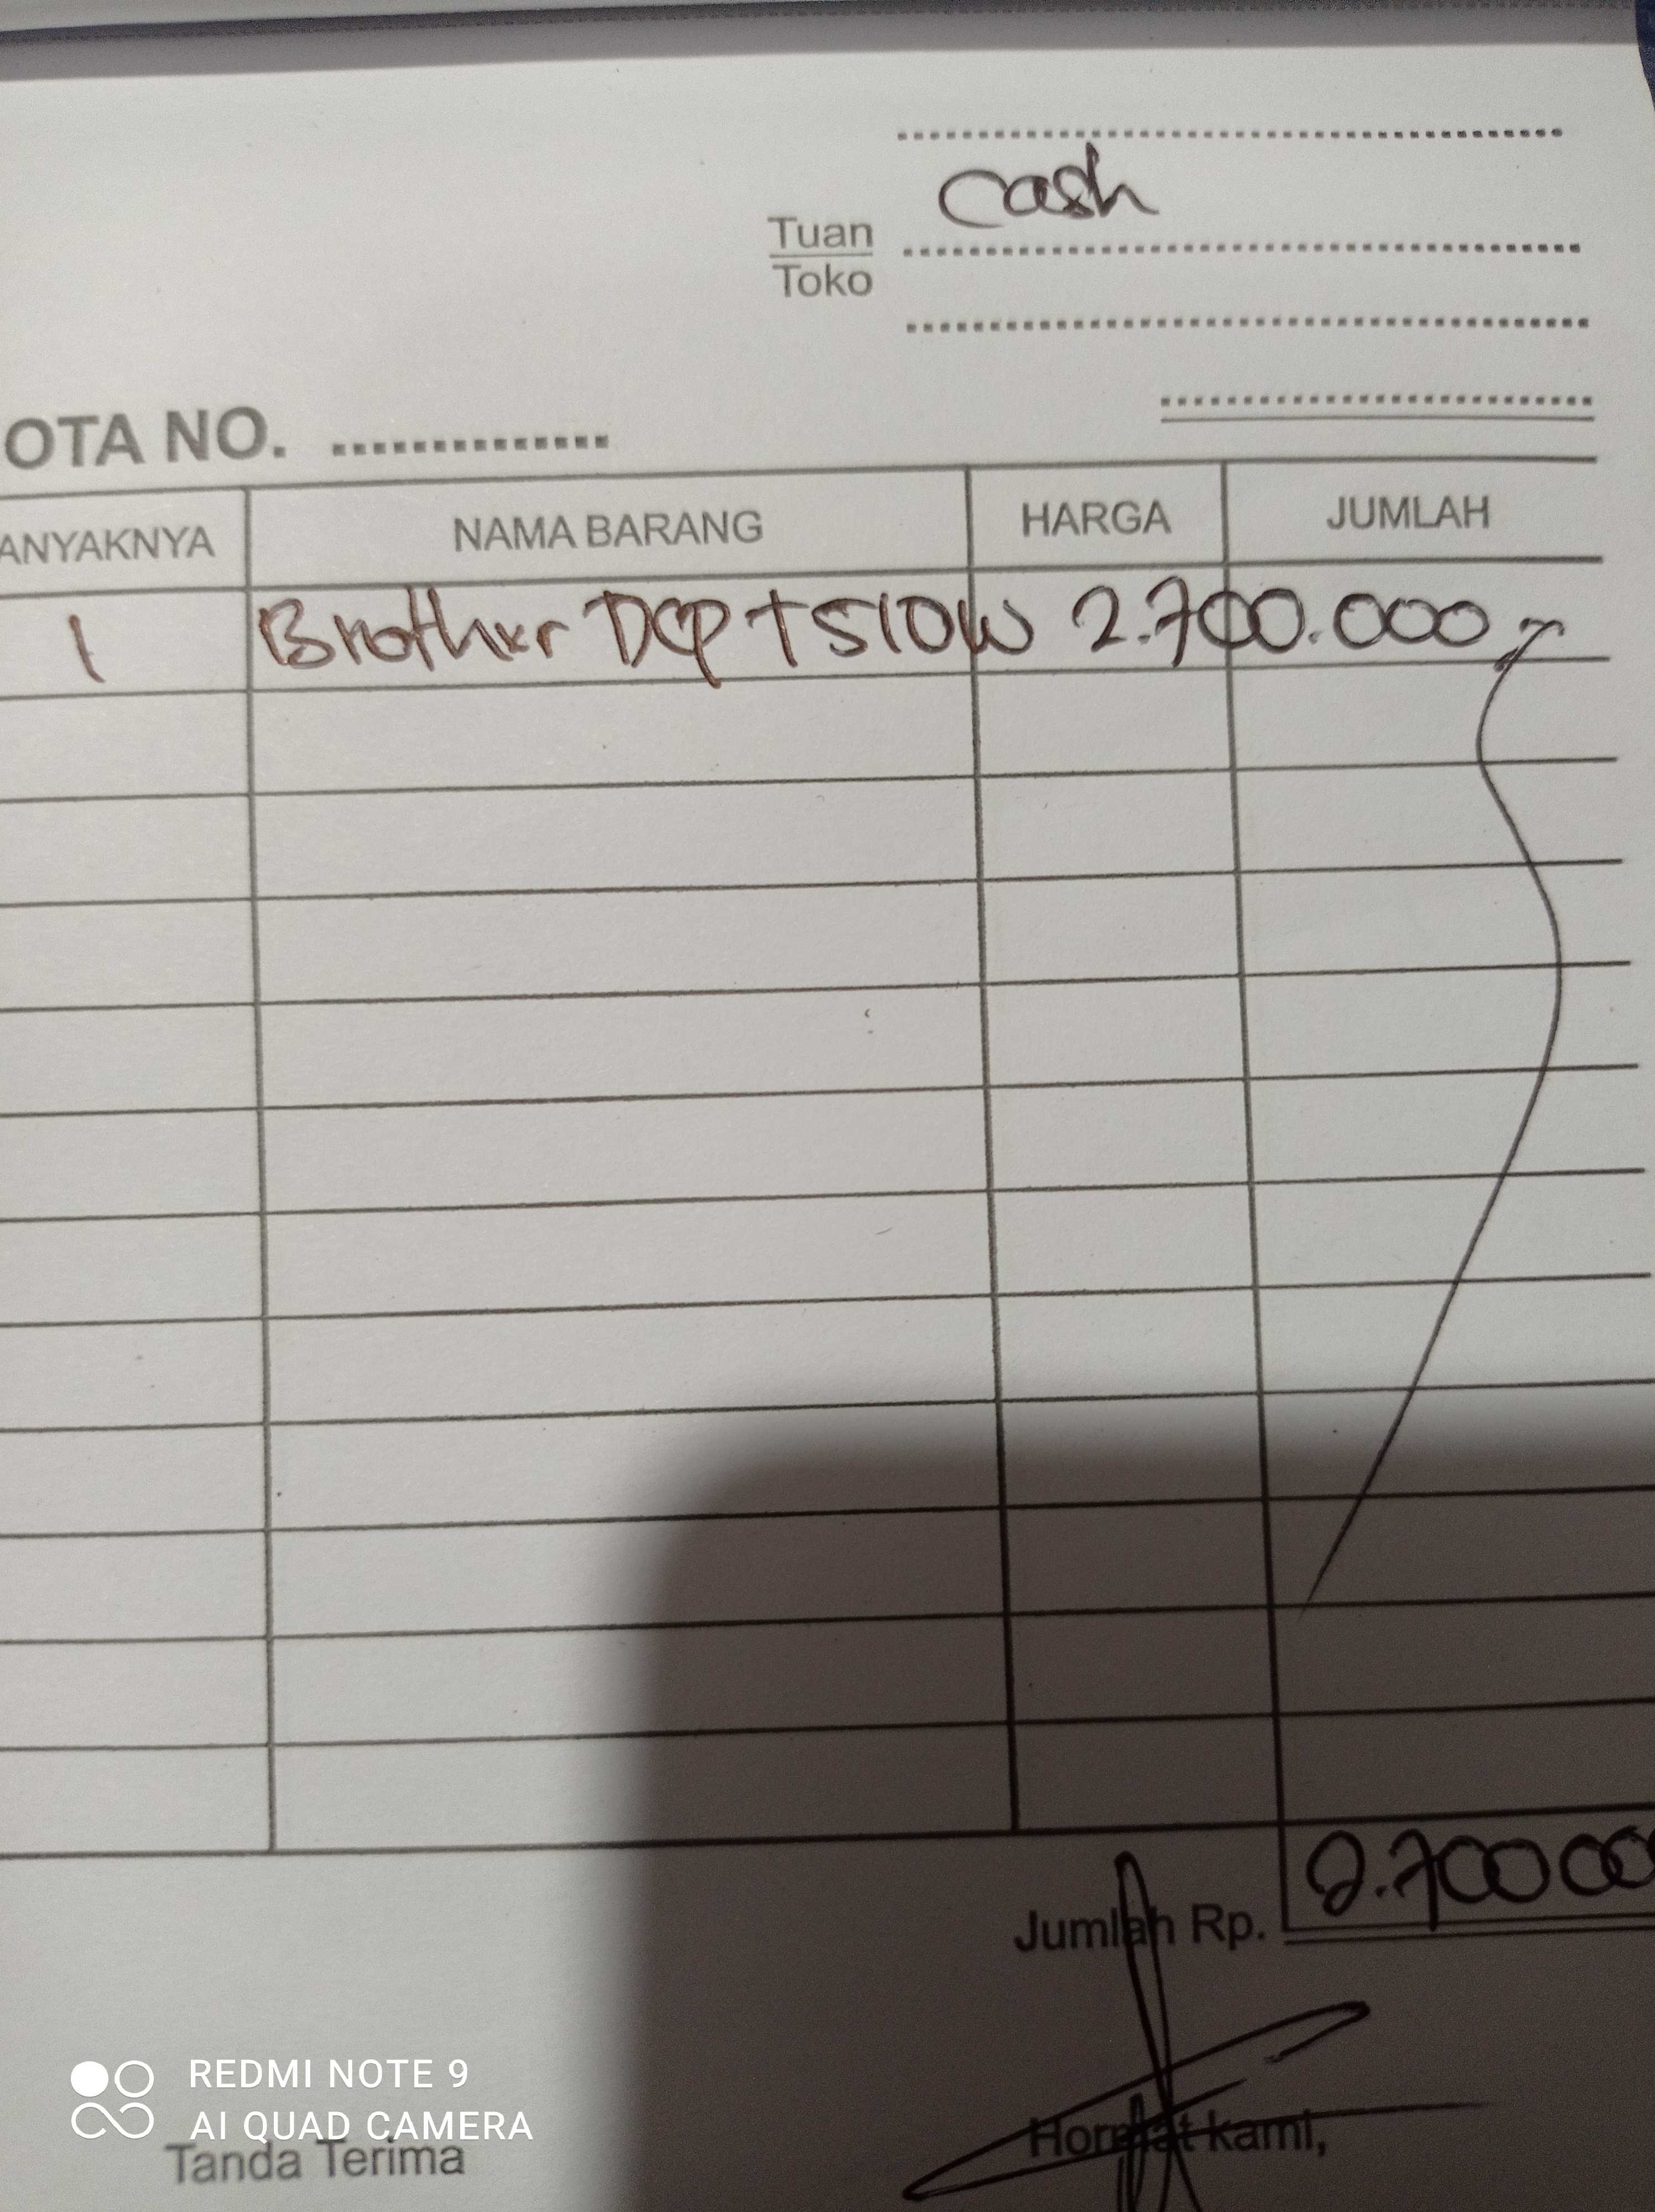 cash
Tuan
Toko
OTA NO. ..............
ANYAKNYA NAMA BARANG HARGA JUMLAH
1 Brother DCP T510W 2.700.000,-
Jumlah Rp. 2.700 000
Hormat kami,
REDMI NOTE 9
AI QUAD CAMERA
Tanda Terima